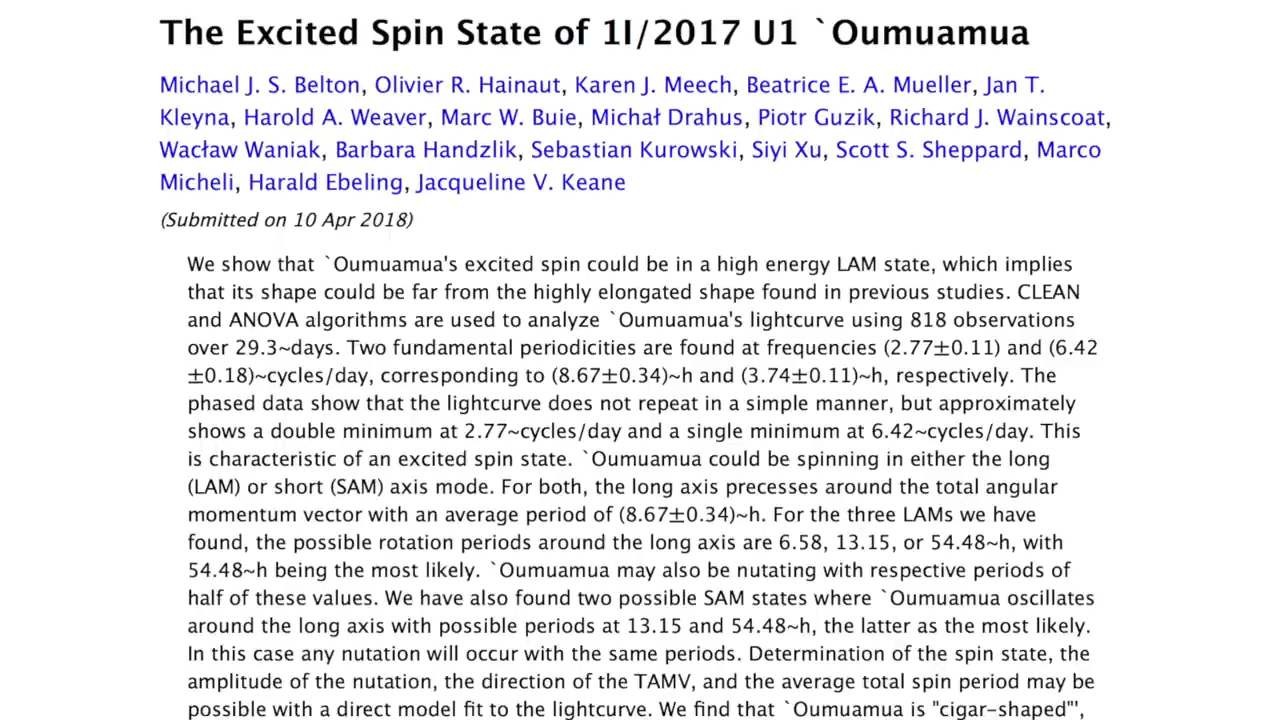 The Excited Spin State of 1I/2017 U1 `Oumuamua
Michael J. S. Belton, Olivier R. Hainaut, Karen J. Meech, Beatrice E. A. Mueller, Jan T.
Kleyna, Harold A. Weaver, Marc W. Buie, Michał Drahus, Piotr Guzik, Richard J. Wainscoat,
Wacław Waniak, Barbara Handzlik, Sebastian Kurowski, Siyi Xu, Scott S. Sheppard, Marco
Micheli, Harald Ebeling, Jacqueline V. Keane
(Submitted on 10 Apr 2018)
We show that `Oumuamua's excited spin could be in a high energy LAM state, which implies
that its shape could be far from the highly elongated shape found in previous studies. CLEAN
and ANOVA algorithms are used to analyze `Oumuamua's lightcurve using 818 observations
over 29.3~days. Two fundamental periodicities are found at frequencies (2.77±0.11) and (6.42
±0.18)~cycles/day, corresponding to (8.67±0.34)~h and (3.74±0.11)~h, respectively. The
phased data show that the lightcurve does not repeat in a simple manner, but approximately
shows a double minimum at 2.77~cycles/day and a single minimum at 6.42~cycles/day. This
is characteristic of an excited spin state. `Oumuamua could be spinning in either the long
(LAM) or short (SAM) axis mode. For both, the long axis precesses around the total angular
momentum vector with an average period of (8.67±0.34)~h. For the three LAMs we have
found, the possible rotation periods around the long axis are 6.58, 13.15, or 54.48~h, with
54.48~h being the most likely. `Oumuamua may also be nutating with respective periods of
half of these values. We have also found two possible SAM states where `Oumuamua oscillates
around the long axis with possible periods at 13.15 and 54.48~h, the latter as the most likely.
In this case any nutation will occur with the same periods. Determination of the spin state, the
amplitude of the nutation, the direction of the TAMV, and the average total spin period may be
possible with a direct model fit to the lightcurve. We find that `Oumuamua is "cigar-shaped"',